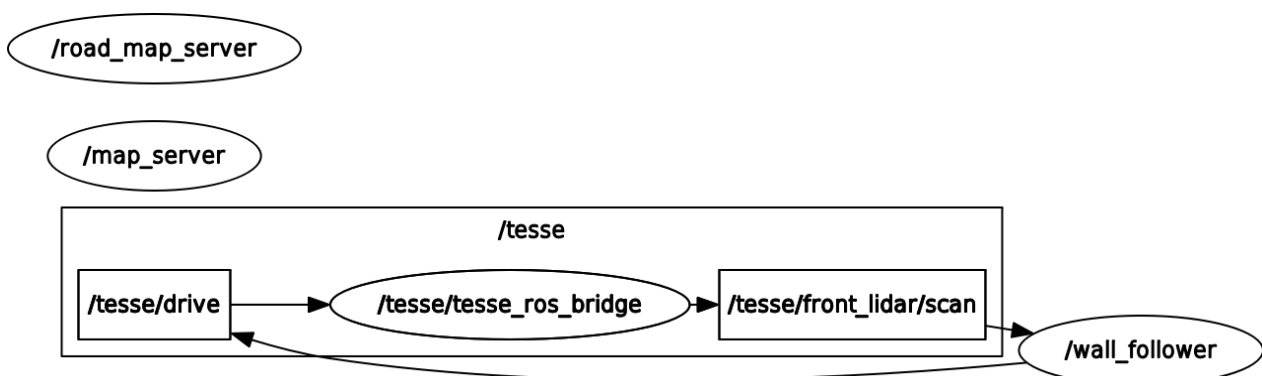 /road_map_server
/map_server
/tesse
/tesse/drive
/tesse/tesse_ros_bridge
/tesse/front_lidar/scan
/wall_follower